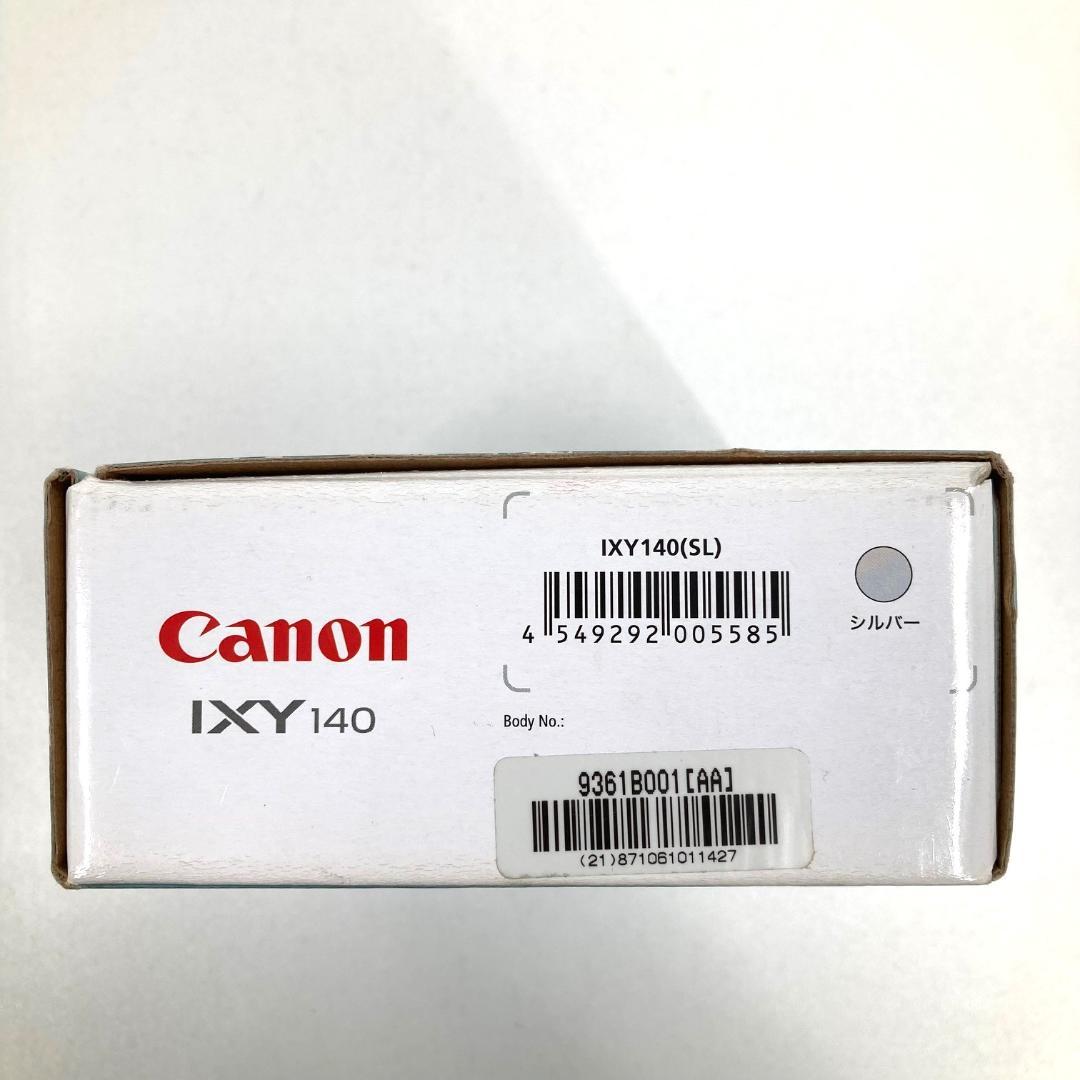 Canon
IXY 140
IXY140(SL)
4 549292 005585
シルバー
Body No.:
9361B001[AA]
(21)871061011427